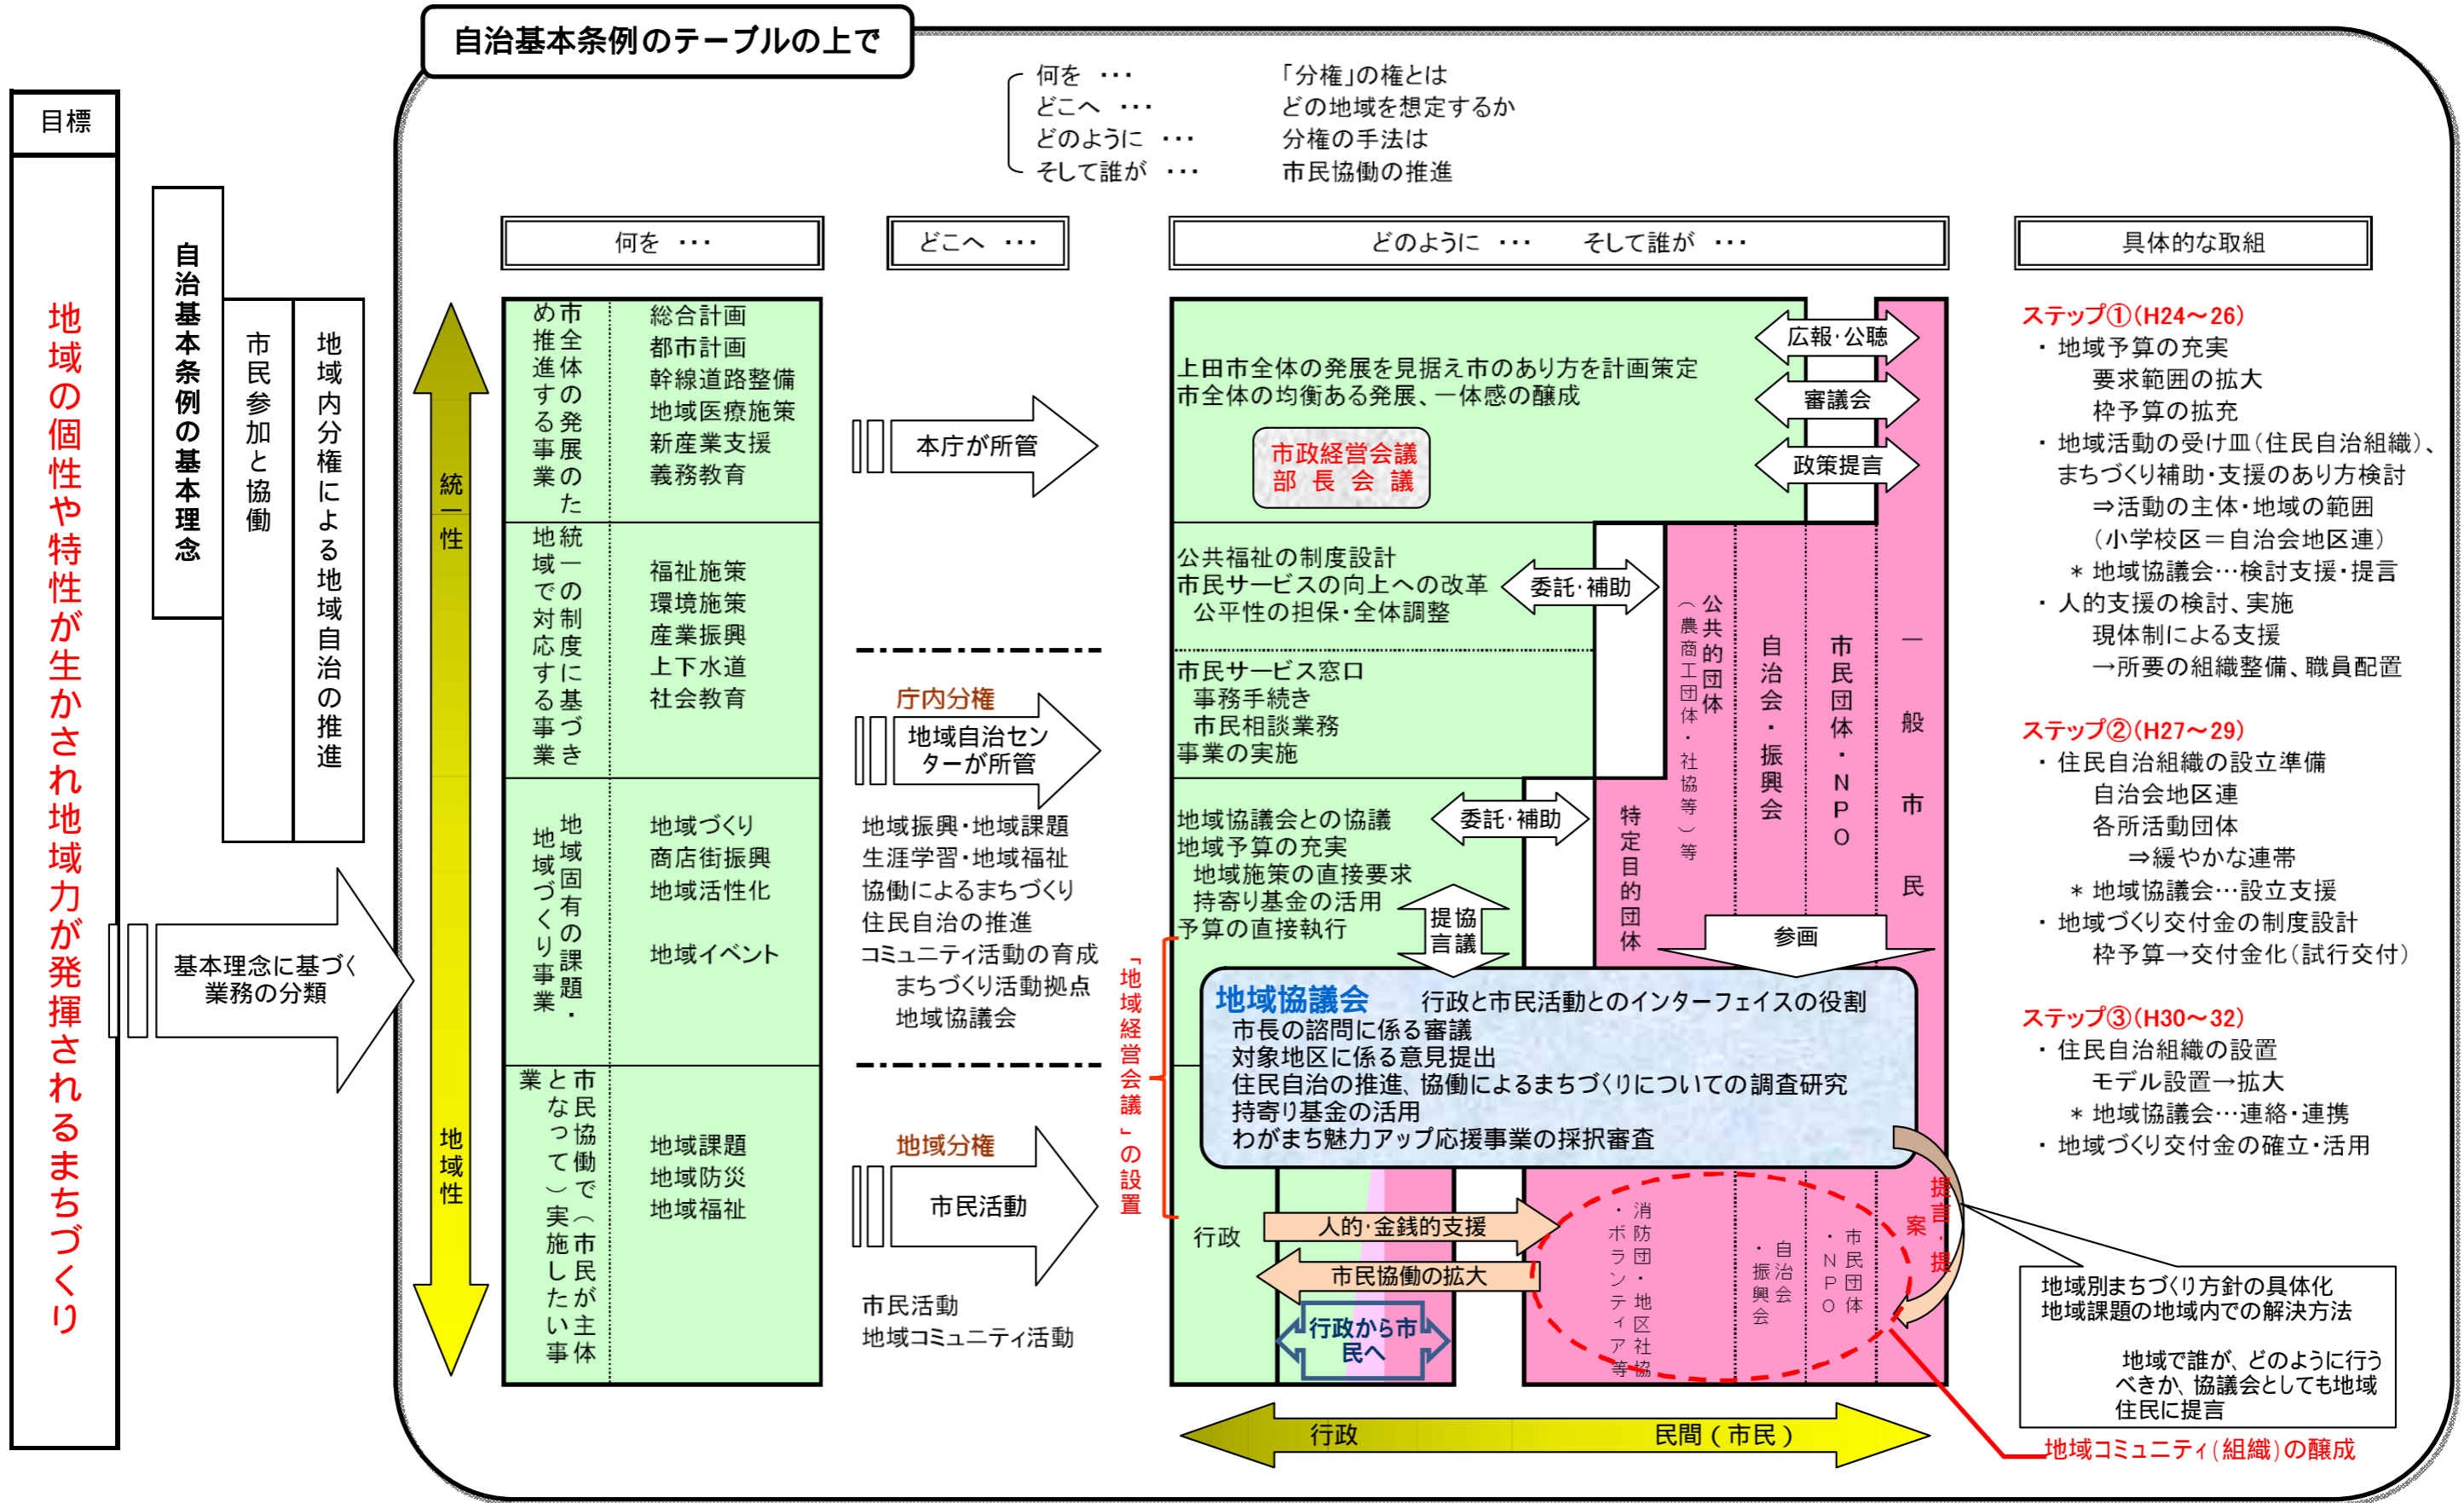 自治基本条例のテーブルの上で
何を ・・・ 「分権」の権とは
どこへ ・・・ どの地域を想定するか
どのように ・・・ 分権の手法は
そして誰が ・・・ 市民協働の推進
目標
地域の個性や特性が生かされ地域力が発揮されるまちづくり
自治基本条例の基本理念
市民参加と協働
地域内分権による地域自治の推進
基本理念に基づく
業務の分類
統一性
地域性
何を ・・・
市全体の発展のた
め推進する事業
総合計画
都市計画
幹線道路整備
地域医療施策
新産業支援
義務教育
統一の制度に基づき
地域で対応する事業
福祉施策
環境施策
産業振興
上下水道
社会教育
地域固有の課題・
地域づくり事業
地域づくり
商店街振興
地域活性化
地域イベント
市民協働で(市民が主体
となって)実施したい事
業
地域課題
地域防災
地域福祉
どこへ ・・・
本庁が所管
庁内分権
地域自治セン
ターが所管
地域振興・地域課題
生涯学習・地域福祉
協働によるまちづくり
住民自治の推進
コミュニティ活動の育成
まちづくり活動拠点
地域協議会
地域分権
市民活動
市民活動
地域コミュニティ活動
「地域経営会議」の設置
どのように ・・・ そして誰が ・・・
上田市全体の発展を見据え市のあり方を計画策定
市全体の均衡ある発展、一体感の醸成
市政経営会議
部長会議
広報・公聴
審議会
政策提言
公共福祉の制度設計
市民サービスの向上への改革
公平性の担保・全体調整
委託・補助
市民サービス窓口
事務手続き
市民相談業務
事業の実施
地域協議会との協議
地域予算の充実
地域施策の直接要求
持寄り基金の活用
予算の直接執行
委託・補助
協議
提言
特定目的団体
公共的団体
(農商工団体・社協等)等
自治会・振興会
市民団体・NPO
一般市民
参画
地域協議会 行政と市民活動とのインターフェイスの役割
市長の諮問に係る審議
対象地区に係る意見提出
住民自治の推進、協働によるまちづくりについての調査研究
持寄り基金の活用
わがまち魅力アップ応援事業の採択審査
行政
人的・金銭的支援
市民協働の拡大
行政から市
民へ
消防団・地区社協
・ボランティア等
自治会
・振興会
市民団体
・NPO
提言・提
案
行政 民間(市民)
具体的な取組
ステップ①(H24～26)
・ 地域予算の充実
要求範囲の拡大
枠予算の拡充
・ 地域活動の受け皿(住民自治組織)、
まちづくり補助・支援のあり方検討
⇒活動の主体・地域の範囲
(小学校区＝自治会地区連)
＊ 地域協議会…検討支援・提言
・ 人的支援の検討、実施
現体制による支援
→所要の組織整備、職員配置
ステップ②(H27～29)
・ 住民自治組織の設立準備
自治会地区連
各所活動団体
⇒緩やかな連帯
＊ 地域協議会…設立支援
・ 地域づくり交付金の制度設計
枠予算→交付金化(試行交付)
ステップ③(H30～32)
・ 住民自治組織の設置
モデル設置→拡大
＊ 地域協議会…連絡・連携
・ 地域づくり交付金の確立・活用
地域別まちづくり方針の具体化
地域課題の地域内での解決方法
地域で誰が、どのように行う
べきか、協議会としても地域
住民に提言
地域コミュニティ(組織)の醸成